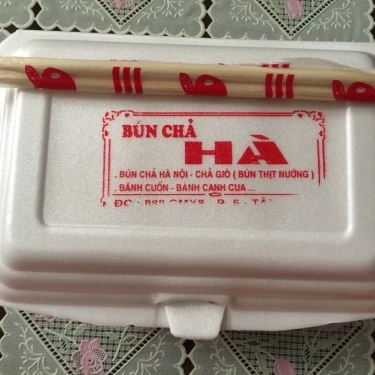 BÚN CHẢ
HÀ
. BÚN CHẢ HÀ NỘI - CHẢ GIÒ ( BÚN THỊT NƯỚNG )
. BÁNH CUỐN - BÁNH CANH CUA ...